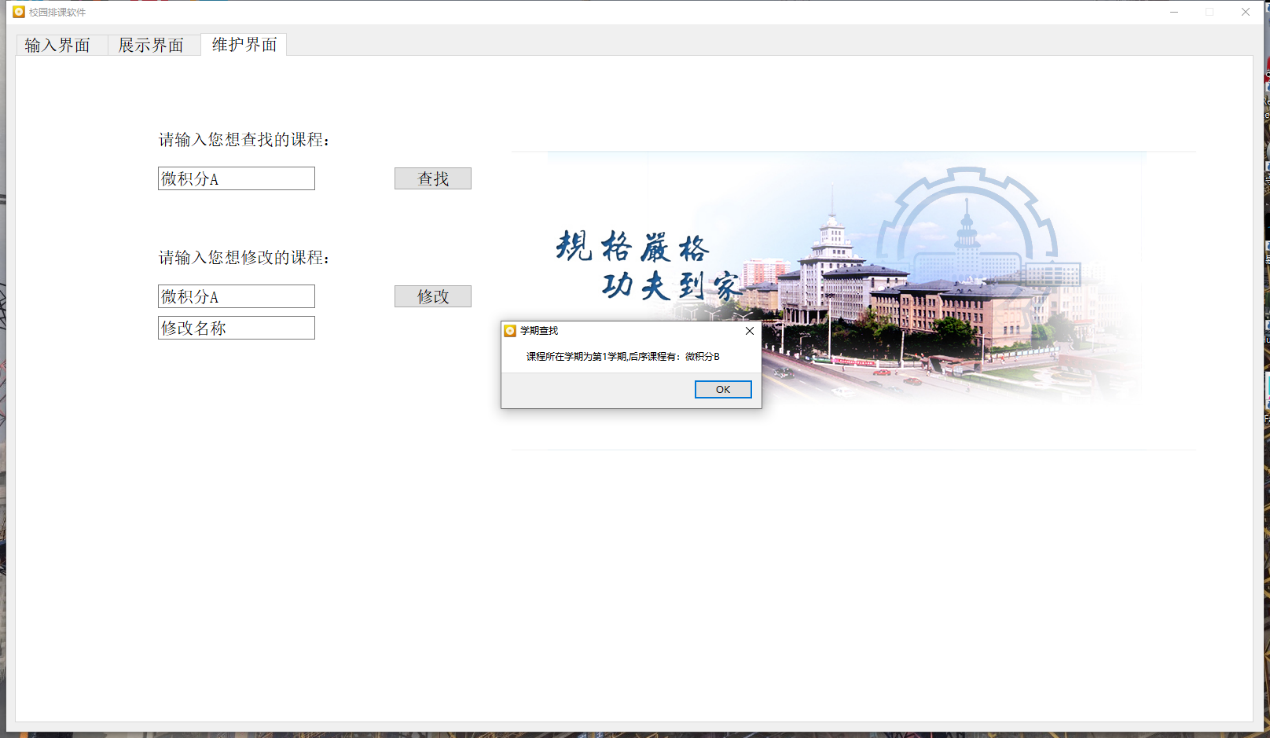 校园排课软件
输入界面 展示界面 维护界面
请输入您想查找的课程：
微积分A 查找
请输入您想修改的课程：
微积分A 修改
修改名称
规格嚴格
功夫到家
学期查找
课程所在学期为第1学期,后序课程有：微积分B
OK